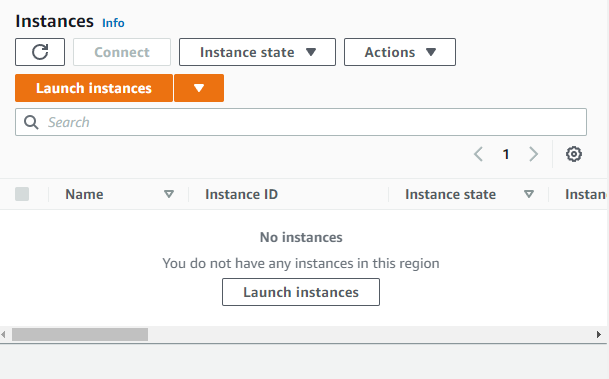 Instances Info
Connect Instance state Actions
Launch instances
Search
1
Name Instance ID Instance state Instan
No instances
You do not have any instances in this region
Launch instances